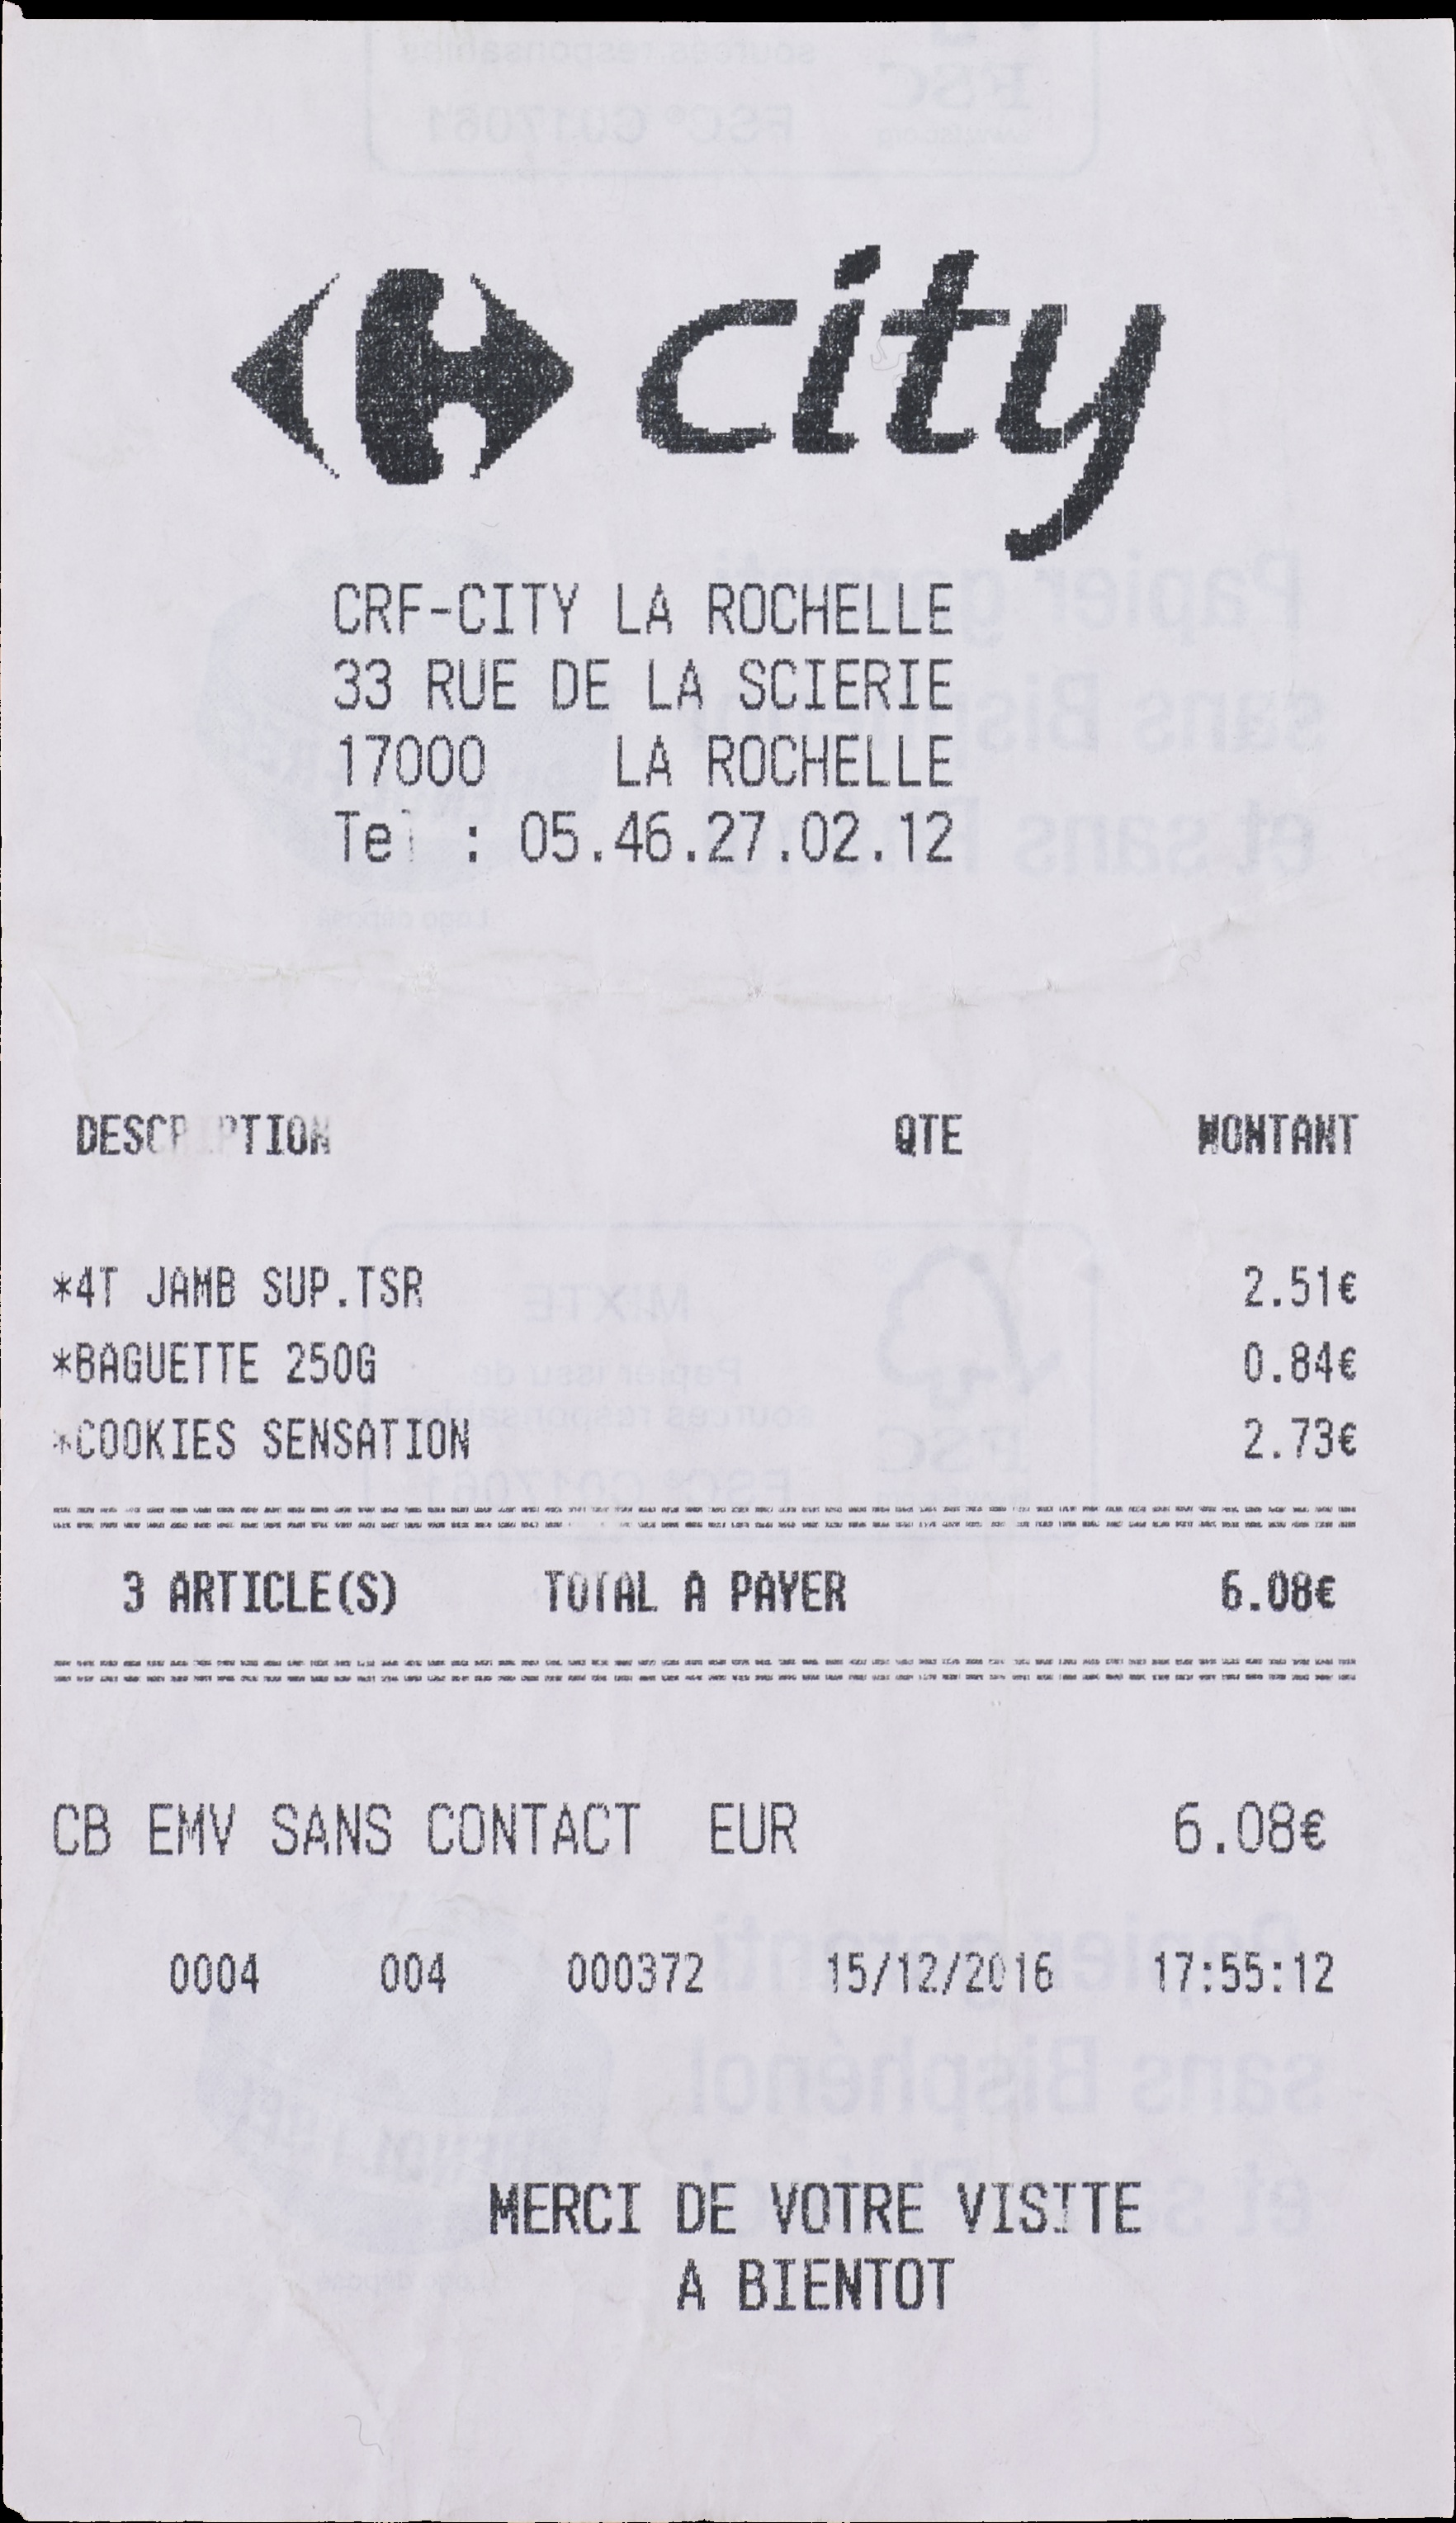 city
CRF-CITY LA ROCHELLE
33 RUE DE LA SCIERIE
17000 LA ROCHELLE
Tel : 05.46.27.02.12
DESCRIPTION QTE MONTANT
*4T JAMB SUP.TSR 2.51€
*BAGUETTE 250G 0.84€
*COOKIES SENSATION 2.73€
3 ARTICLE(S) TOTAL A PAYER 6.08€
CB EMV SANS CONTACT EUR 6.08€
0004 004 000372 15/12/2016 17:55:12
MERCI DE VOTRE VISITE
A BIENTOT